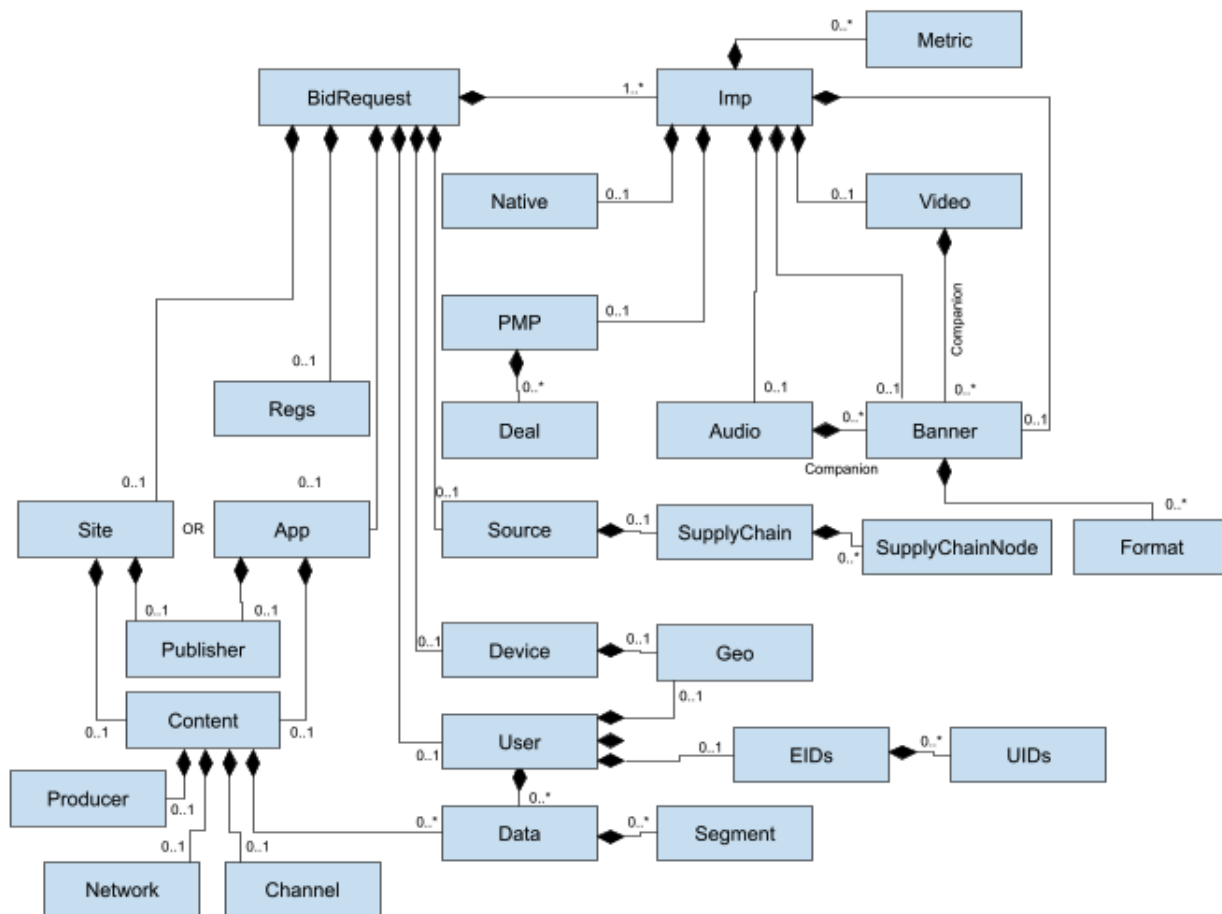 0..*
Metric
BidRequest
1..*
Imp
Native
0..1
0..1
Video
Companion
PMP
0..1
0..1
0..*
0..1
0..1
0..*
Regs
Deal
Audio
0..*
Banner
0..1
Companion
0..1
0..1
0..1
0..*
Site
OR
App
Source
0..1
SupplyChain
0..*
SupplyChainNode
Format
0..1
0..1
Publisher
0..1
Device
0..1
Geo
0..1
Content
0..1
0..1
User
0..1
0..1
EIDs
0..*
UIDs
Producer
0..1
0..*
0..*
Data
0..*
Segment
0..1
0..1
Network
Channel